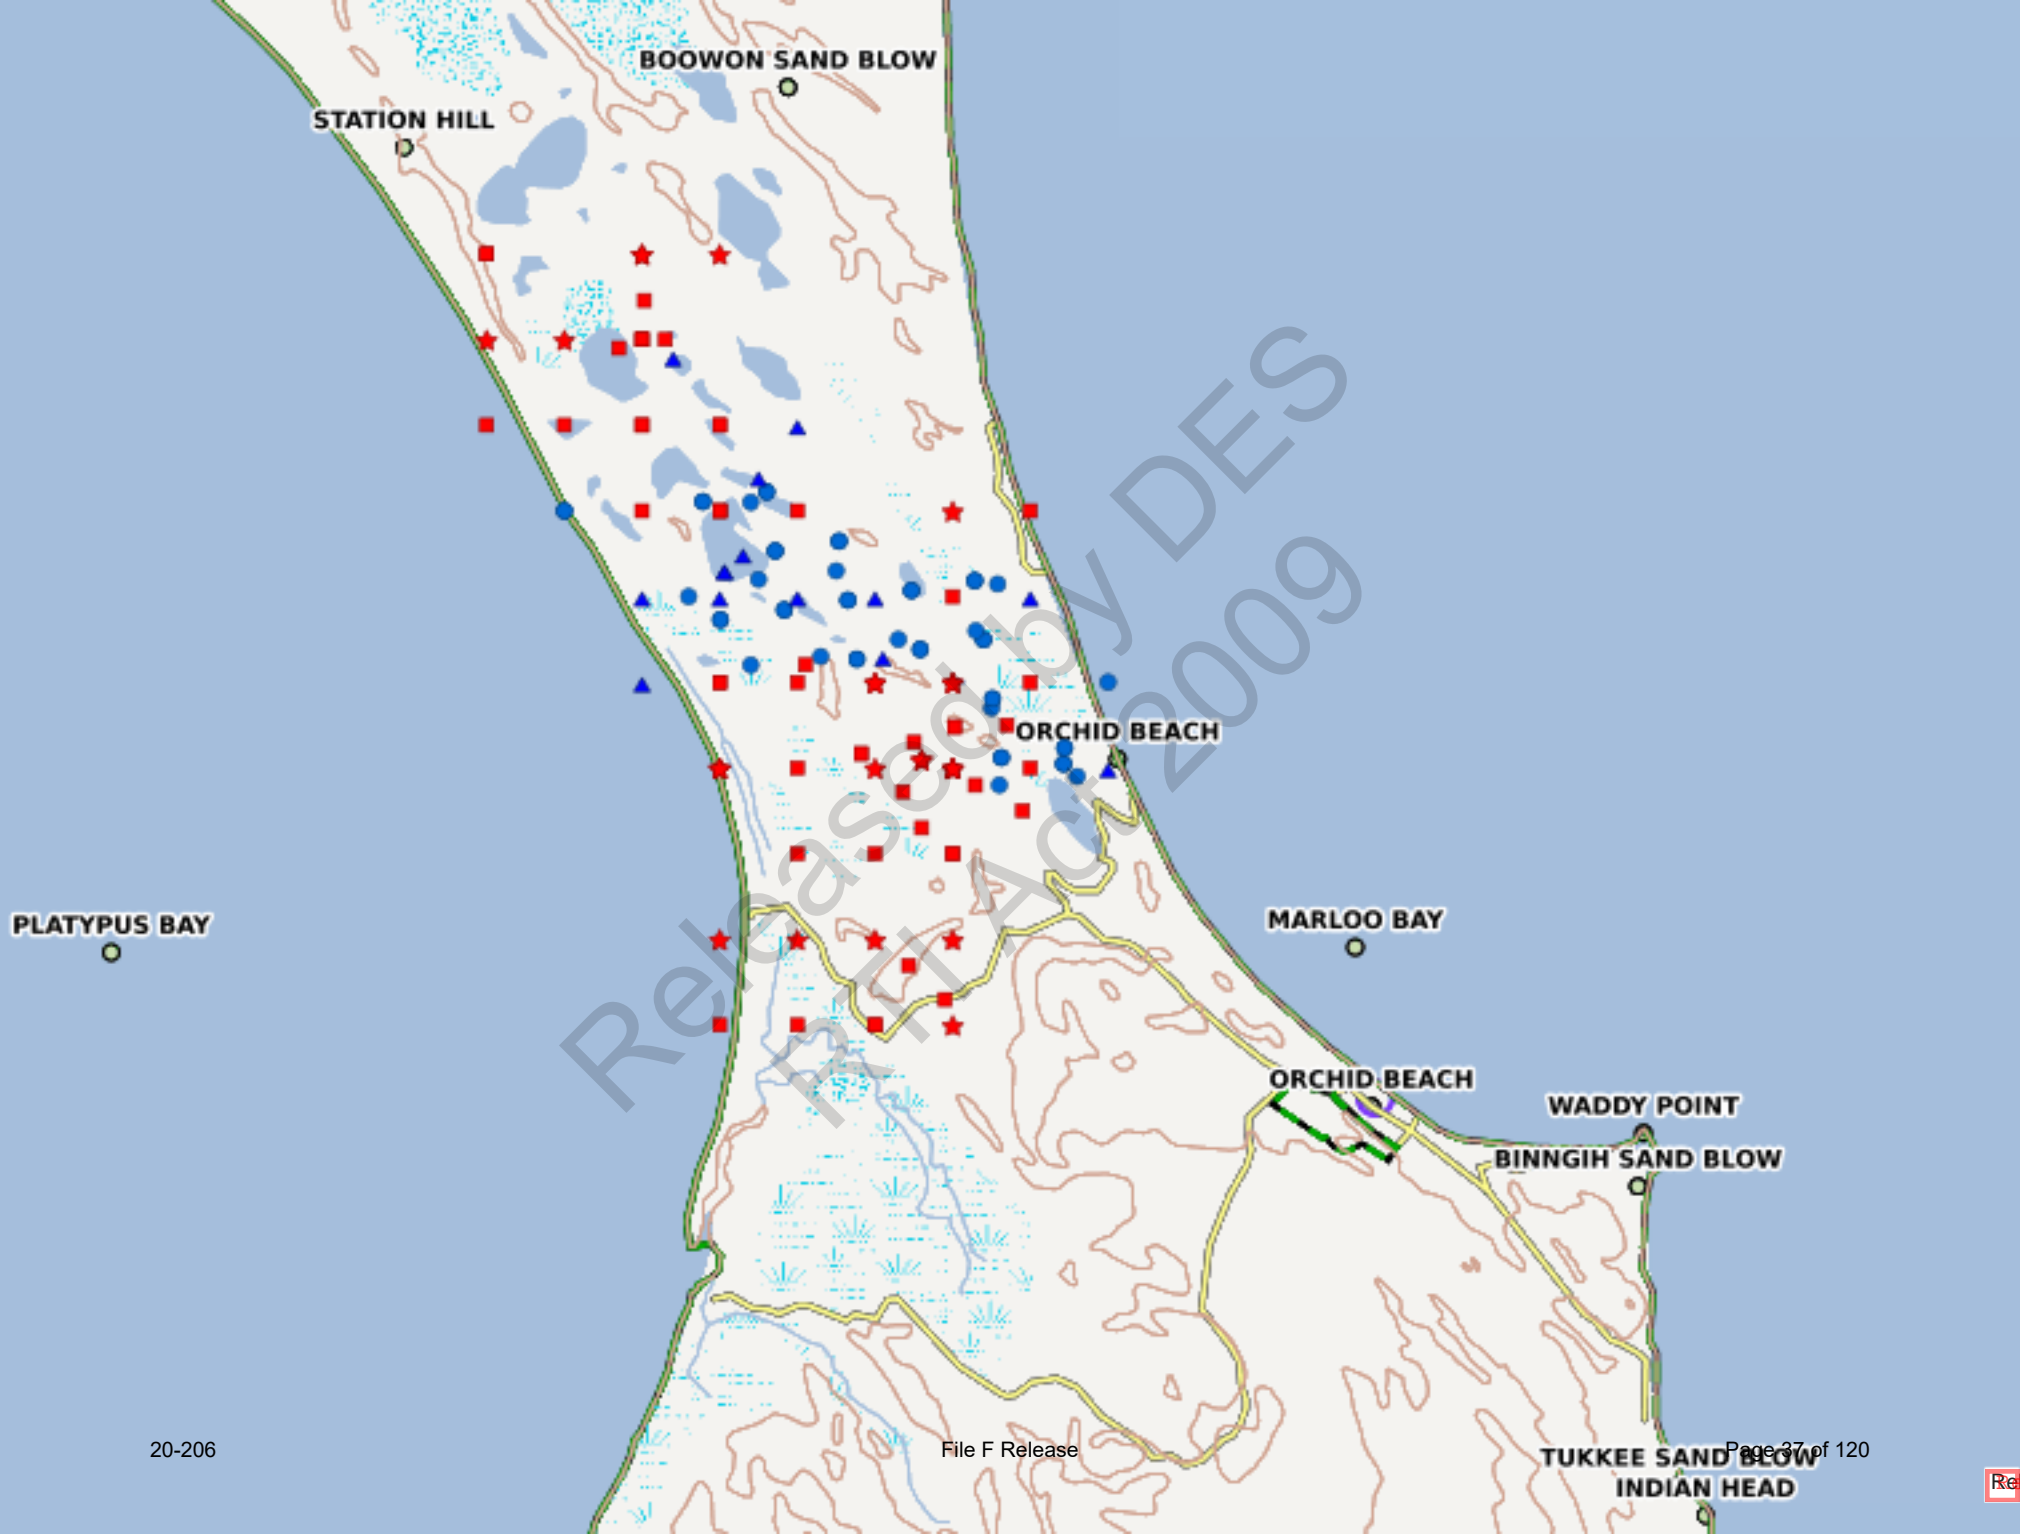 BOOWON SAND BLOW
STATION HILL
ORCHID BEACH
PLATYPUS BAY
MARLOO BAY
ORCHID BEACH
WADDY POINT
BINNGIH SAND BLOW
Released by DES
RTI Act 2009
20-206
File F Release
Page 37 of 120
TUKKEE SAND BLOW
INDIAN HEAD
Re